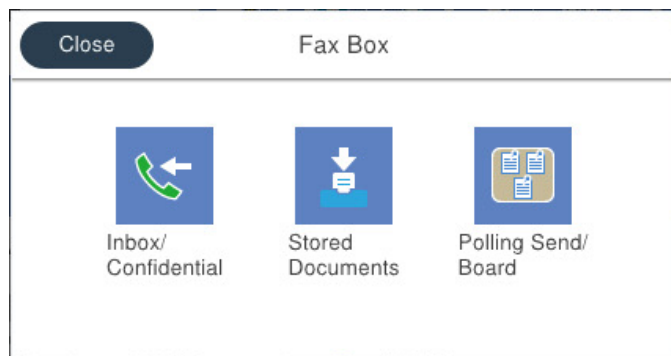 Close
Fax Box
Inbox/
Confidential
Stored
Documents
Polling Send/
Board